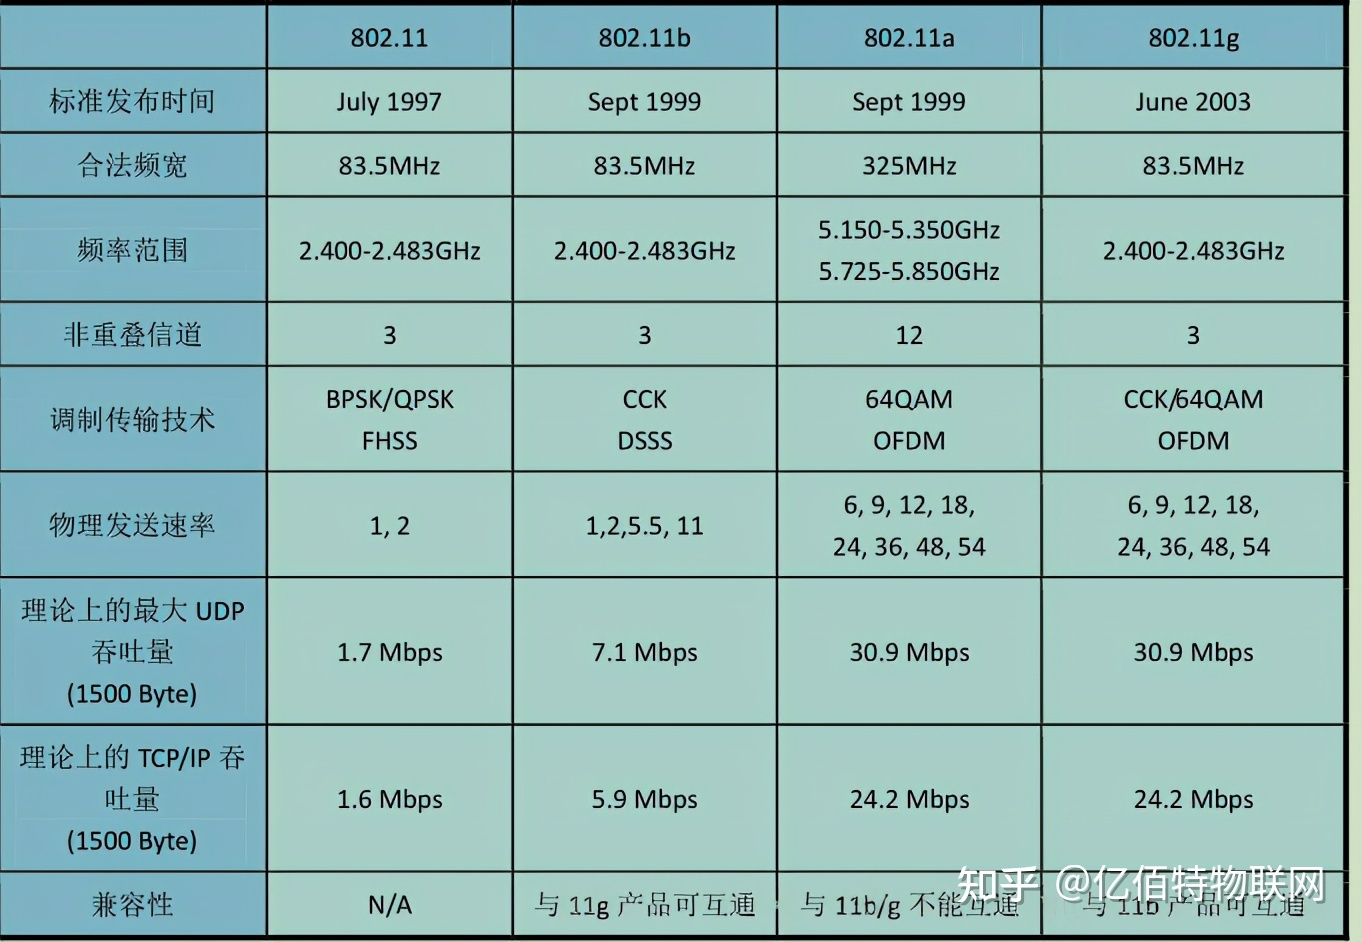 802.11 802.11b 802.11a 802.11g
标准发布时间 July 1997 Sept 1999 Sept 1999 June 2003
合法频宽 83.5MHz 83.5MHz 325MHz 83.5MHz
频率范围 2.400-2.483GHz 2.400-2.483GHz 5.150-5.350GHz 2.400-2.483GHz
5.725-5.850GHz
非重叠信道 3 3 12 3
调制传输技术 BPSK/QPSK CCK 64QAM CCK/64QAM
FHSS DSSS OFDM OFDM
物理发送速率 1, 2 1,2,5.5, 11 6, 9, 12, 18, 6, 9, 12, 18,
24, 36, 48, 54 24, 36, 48, 54
理论上的最大 UDP
吞吐量 1.7 Mbps 7.1 Mbps 30.9 Mbps 30.9 Mbps
(1500 Byte)
理论上的 TCP/IP 吞
吐量 1.6 Mbps 5.9 Mbps 24.2 Mbps 24.2 Mbps
(1500 Byte)
兼容性 N/A 与 11g 产品可互通 与 11b/g 不能互通 与 11b 产品可互通
知乎 @亿佰特物联网